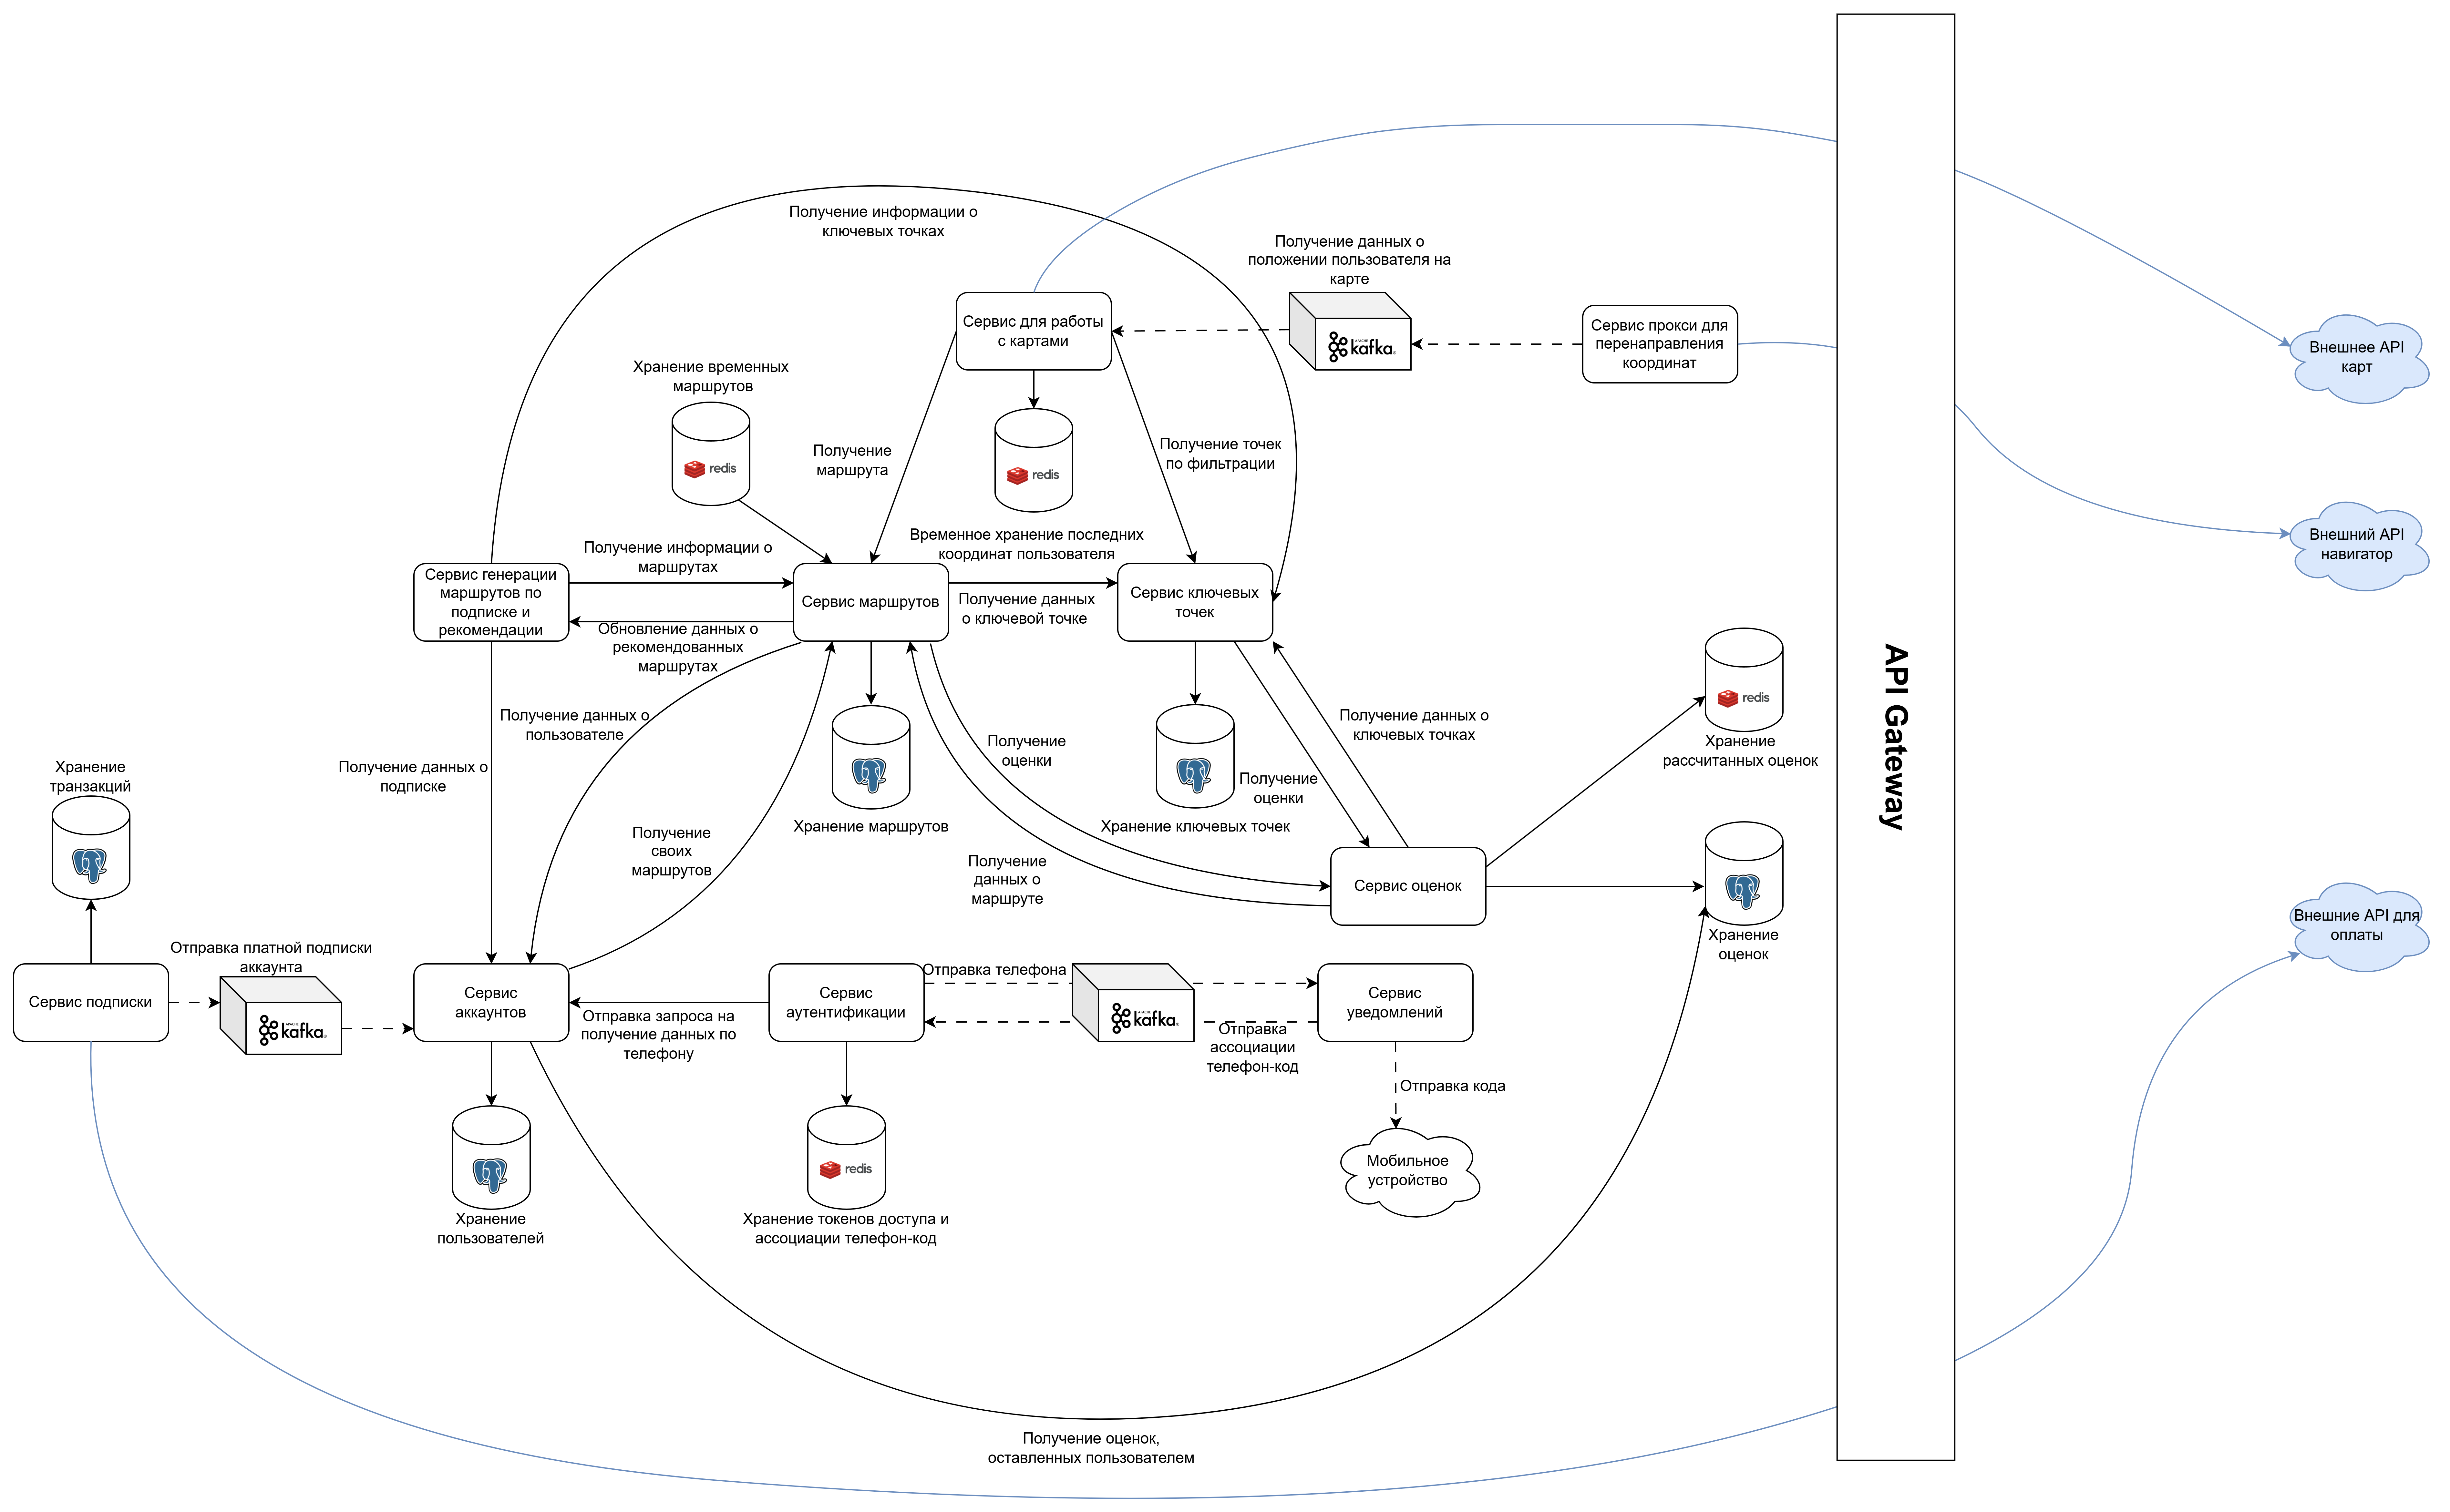 Получение информации о
ключевых точках
Получение данных о
положении пользователя на
карте
Сервис для работы
с картами
APACHE
kafka
Сервис прокси для
перенаправления
координат
Внешнее API
карт
Хранение временных
маршрутов
redis
Получение
маршрута
redis
Получение точек
по фильтрации
Временное хранение последних
координат пользователя
Внешний API
навигатор
Получение информации о
маршрутах
Сервис генерации
маршрутов по
подписке и
рекомендации
Сервис маршрутов
Получение данных
о ключевой точке
Сервис ключевых
точек
Обновление данных о
рекомендованных
маршрутах
API Gateway
redis
Хранение
рассчитанных оценок
Получение данных о
пользователе
Получение данных о
подписке
Получение
оценки
Получение данных о
ключевых точках
Получение
оценки
Хранение
транзакций
Получение
своих
маршрутов
Хранение маршрутов
Хранение ключевых точек
Получение
данных о
маршруте
Сервис оценок
Хранение
оценок
Внешние API для
оплаты
Отправка платной подписки
аккаунта
Сервис подписки
APACHE
kafka
Сервис
аккаунтов
Отправка запроса на
получение данных по
телефону
Сервис
аутентификации
Отправка телефона
APACHE
kafka
Отправка
ассоциации
телефон-код
Сервис
уведомлений
Отправка кода
Мобильное
устройство
Хранение
пользователей
redis
Хранение токенов доступа и
ассоциации телефон-код
Получение оценок,
оставленных пользователем